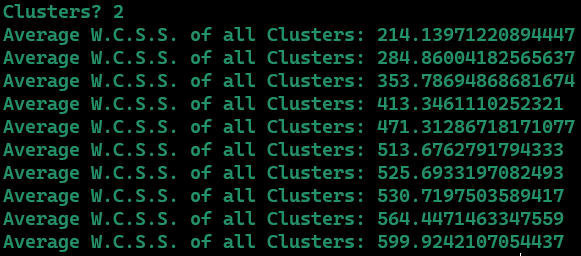 Clusters? 2
Average W.C.S.S. of all Clusters: 214.13971220894447
Average W.C.S.S. of all Clusters: 284.86004182565637
Average W.C.S.S. of all Clusters: 353.78694868681674
Average W.C.S.S. of all Clusters: 413.3461110252321
Average W.C.S.S. of all Clusters: 471.31286718171077
Average W.C.S.S. of all Clusters: 513.6762791794333
Average W.C.S.S. of all Clusters: 525.6933197082493
Average W.C.S.S. of all Clusters: 530.7197503589417
Average W.C.S.S. of all Clusters: 564.4471463347559
Average W.C.S.S. of all Clusters: 599.9242107054437